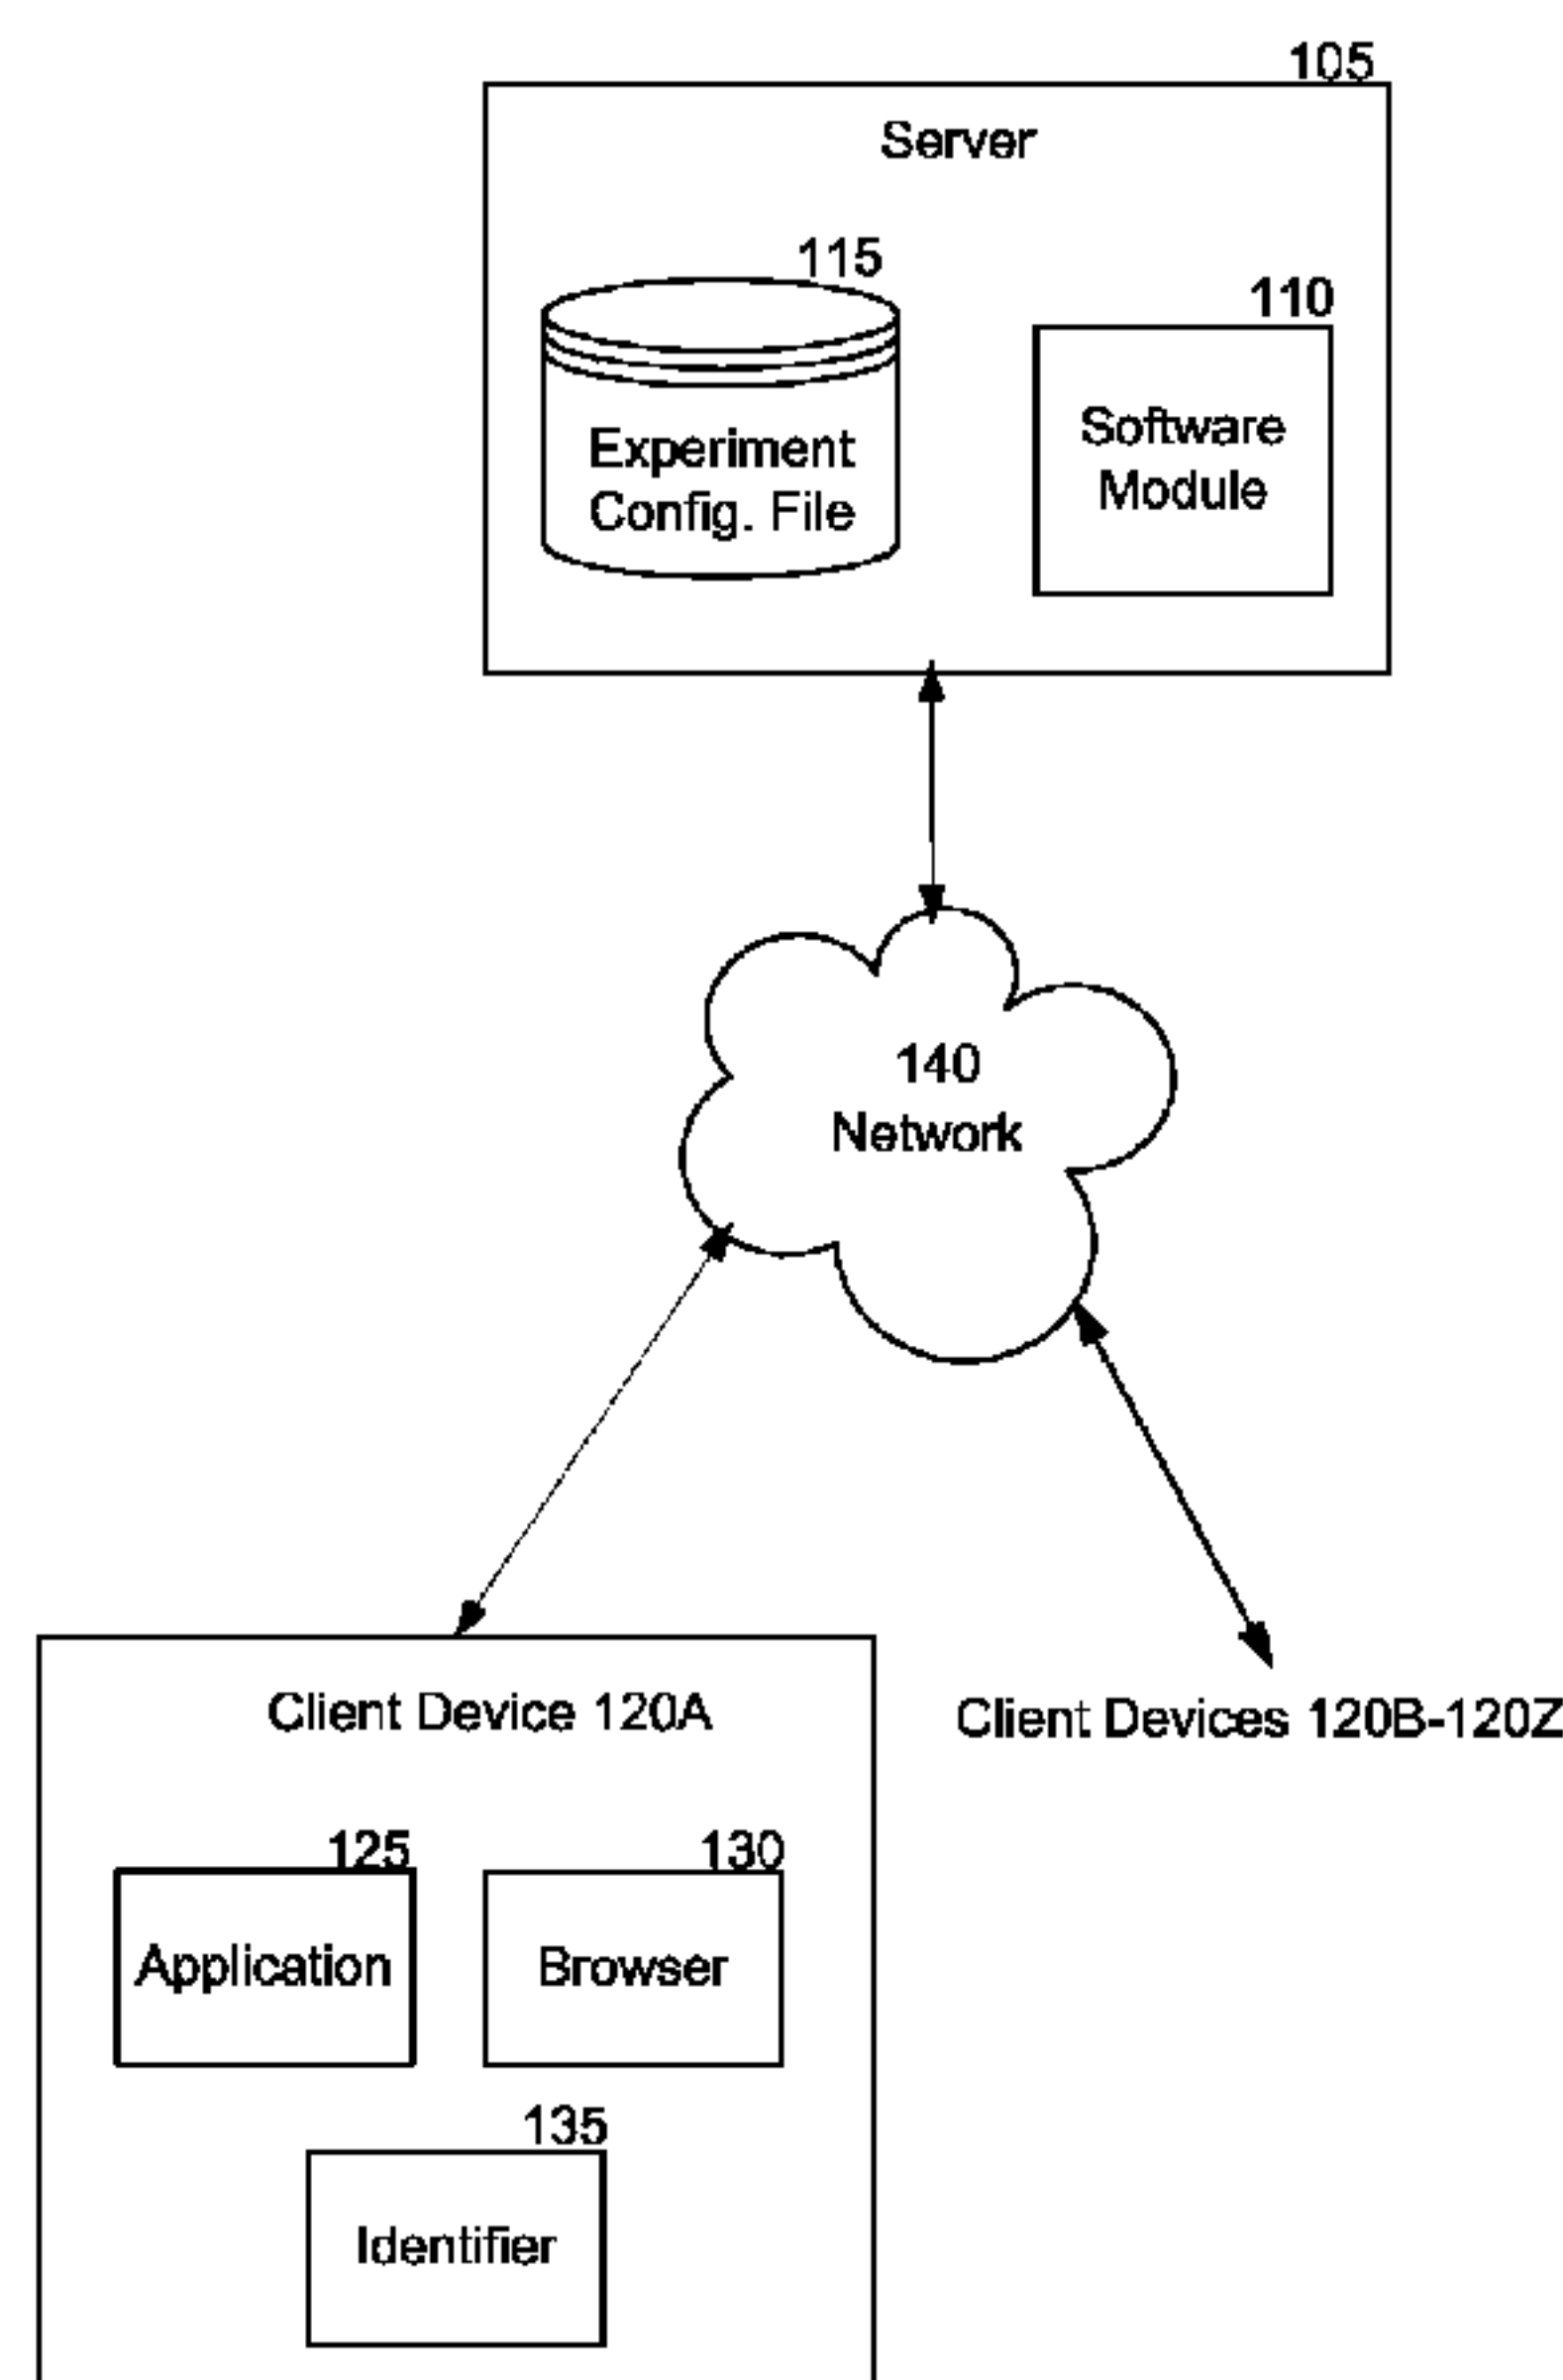 105
Server
115
110
Experiment
Config. File
Software
Module
140
Network
Client Device 120A
Client Devices 120B-120Z
125
130
Application
Browser
135
Identifier